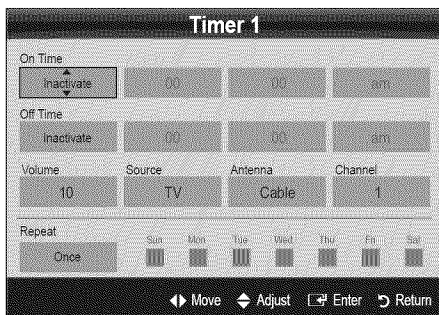 Timer 1
On Time
Inactivate 00 00 am
Off Time
Inactivate 00 00 am
Volume Source Antenna Channel
10 TV Cable 1
Repeat
Sun Mon Tue Wed Thu Fri Sat
Once
Move Adjust Enter Return